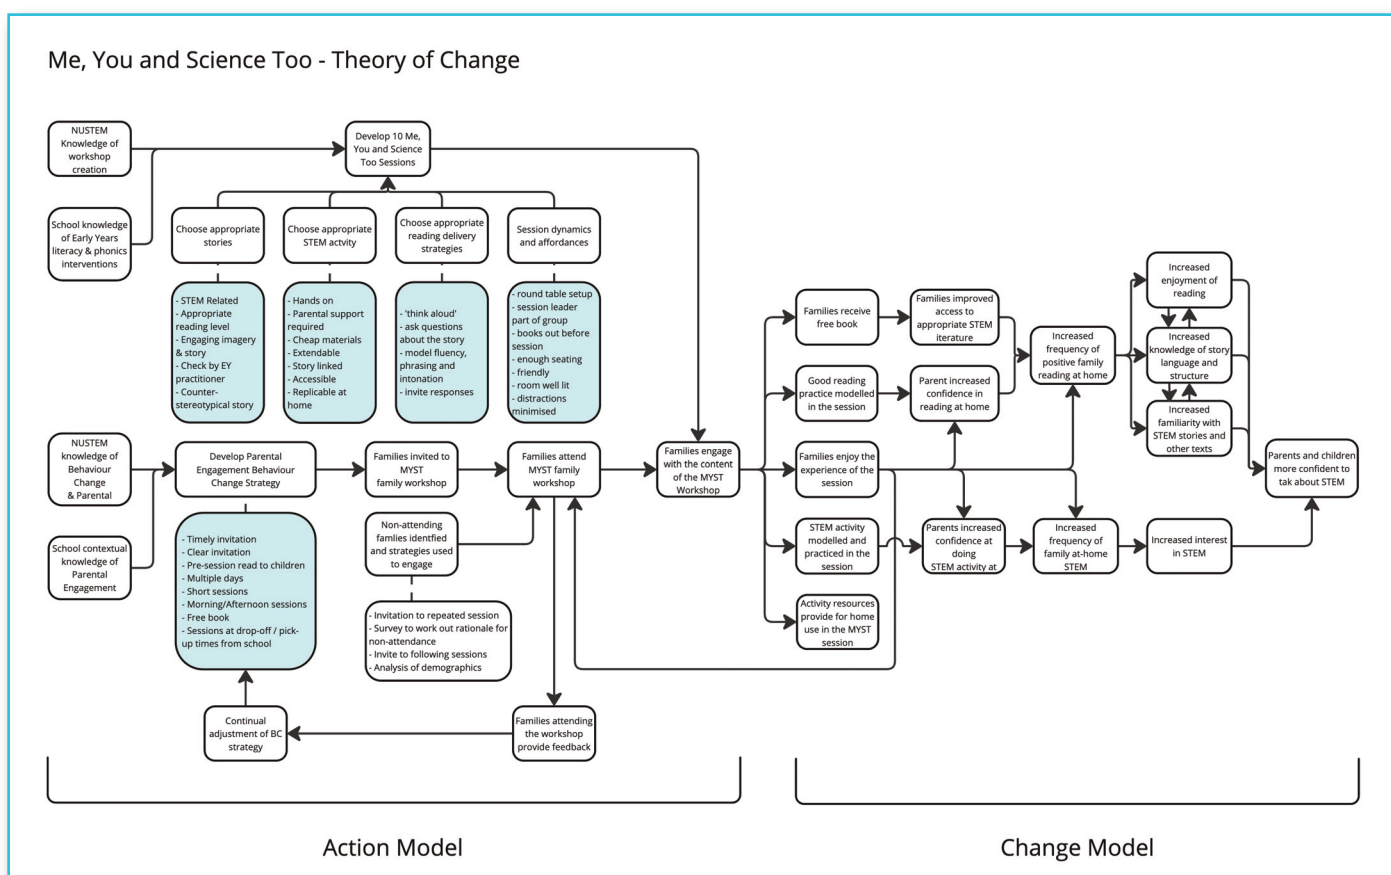 Me, You and Science Too - Theory of Change
NUSTEM
Knowledge of
workshop
creation
Develop 10 Me,
You and Science
Too Sessions
School knowledge
of Early Years
literacy & phonics
interventions
Choose appropriate
stories
Choose appropriate
STEM actvity
Choose appropriate
reading delivery
strategies
Session dynamics
and affordances
- STEM Related
- Appropriate
reading level
- Engaging imagery
& story
- Check by EY
practitioner
- Counter-
stereotypical story
- Hands on
- Parental support
required
- Cheap materials
- Extendable
- Story linked
- Accessible
- Replicable at
home
- 'think aloud'
- ask questions
about the story
- model fluency,
phrasing and
intonation
- invite responses
- round table setup
- session leader
part of group
- books out before
session
- enough seating
- friendly
- room well lit
- distractions
minimised
NUSTEM
knowledge of
Behaviour
Change
& Parental
Develop Parental
Engagement Behaviour
Change Strategy
Families invited to
MYST
family workshop
Families attend
MYST family
workshop
Families engage
with the content
of the MYST
Workshop
School contextual
knowledge of
Parental
Engagement
- Timely invitation
- Clear invitation
- Pre-session read to children
- Multiple days
- Short sessions
- Morning/Afternoon sessions
- Free book
- Sessions at drop-off / pick-
up times from school
Non-attending
famlies identfied
and strategies used
to engage
- Invitation to repeated session
- Survey to work out rationale for
non-attendance
- Invite to following sessions
- Analysis of demographics
Continual
adjustment of BC
strategy
Families attending
the workshop
provide feedback
Families receive
free book
Families improved
access to
appropriate STEM
iterature
Good reading
practice modelled
in the session
Parent increased
confidence in
reading at home
Families enjoy the
experience of the
session
STEM activity
modelled and
practiced in the
session
Parents increased
confidence at
doing
STEM activity at
Activity resources
provide for home
use in the MYST
session
Increased
frequency of
positive family
reading at home
Increased
frequency of
family at-home
STEM
Increased
enjoyment of
reading
Increased
knowledge of story
language and
structure
Increased
familiarity with
STEM stories and
other texts
Increased interest
in STEM
Parents and children
more confident to
tak about STEM
Action Model
Change Model